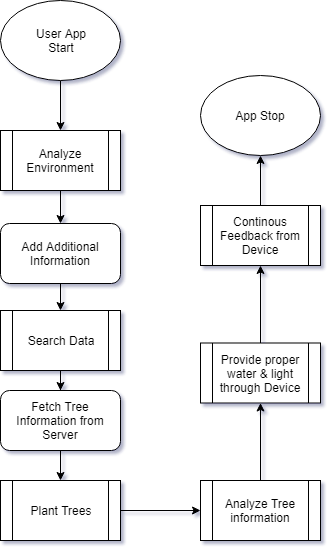 User App
Start
Analyze
Environment
Add Additional
Information
Search Data
Fetch Tree
Information from
Server
Plant Trees
Analyze Tree
information
Provide proper
water & light
through Device
Continous
Feedback from
Device
App Stop